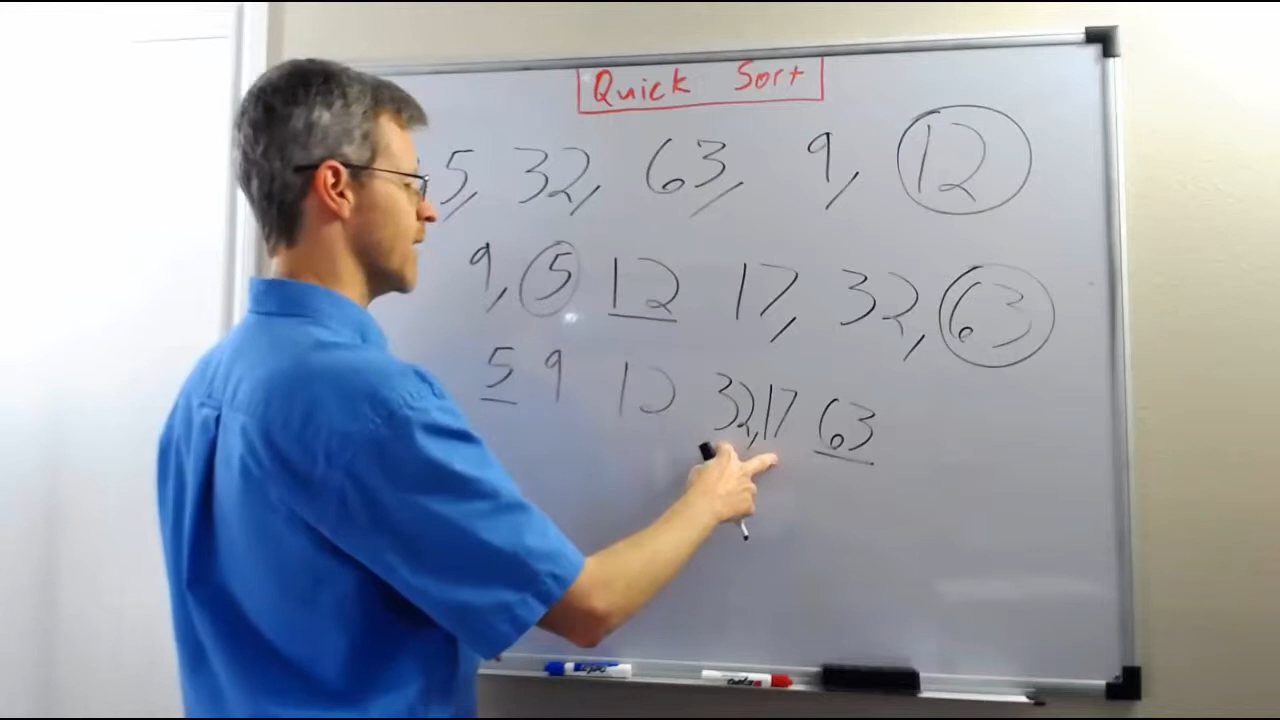 Quick Sort
5, 32, 63, 9, 12
9, 5 12 17, 32, 63
5 9 12 32, 17 63